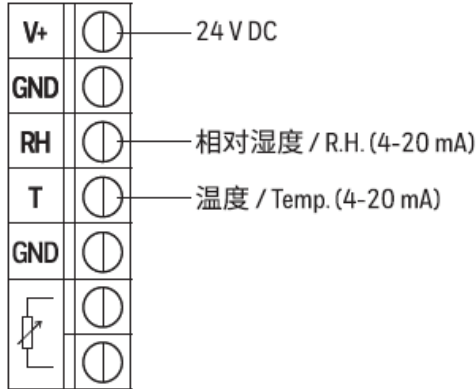 V+ 24 V DC
GND
RH 相对湿度 / R.H. (4-20 mA)
T 温度 / Temp. (4-20 mA)
GND